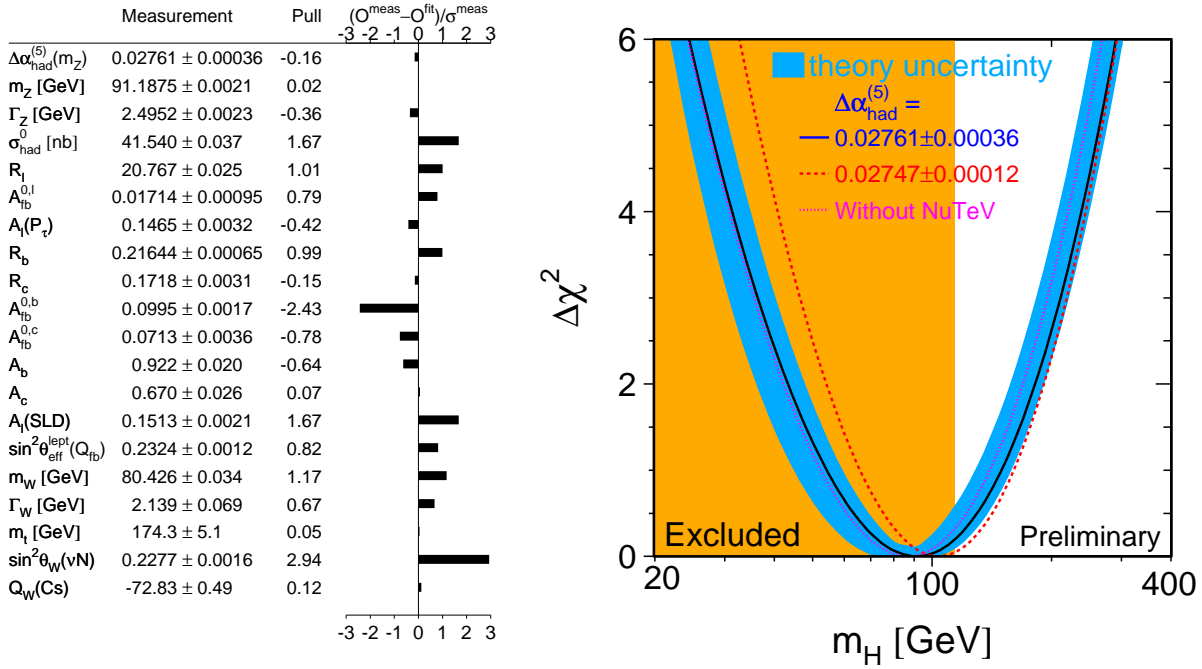 Measurement Pull (O^meas−O^fit)/σ^meas
-3 -2 -1 0 1 2 3
Δα_had^(5)(m_Z) 0.02761 ± 0.00036 -0.16
m_Z [GeV] 91.1875 ± 0.0021 0.02
Γ_Z [GeV] 2.4952 ± 0.0023 -0.36
σ_had^0 [nb] 41.540 ± 0.037 1.67
R_l 20.767 ± 0.025 1.01
A_fb^0,l 0.01714 ± 0.00095 0.79
A_l(P_τ) 0.1465 ± 0.0032 -0.42
R_b 0.21644 ± 0.00065 0.99
R_c 0.1718 ± 0.0031 -0.15
A_fb^0,b 0.0995 ± 0.0017 -2.43
A_fb^0,c 0.0713 ± 0.0036 -0.78
A_b 0.922 ± 0.020 -0.64
A_c 0.670 ± 0.026 0.07
A_l(SLD) 0.1513 ± 0.0021 1.67
sin²θ_eff^lept(Q_fb) 0.2324 ± 0.0012 0.82
m_W [GeV] 80.426 ± 0.034 1.17
Γ_W [GeV] 2.139 ± 0.069 0.67
m_t [GeV] 174.3 ± 5.1 0.05
sin²θ_W(νN) 0.2277 ± 0.0016 2.94
Q_W(Cs) -72.83 ± 0.49 0.12
-3 -2 -1 0 1 2 3
6
4
2
0
Δχ²
theory uncertainty
Δα_had^(5) =
0.02761±0.00036
0.02747±0.00012
Without NuTeV
Excluded
Preliminary
20 100 400
m_H [GeV]